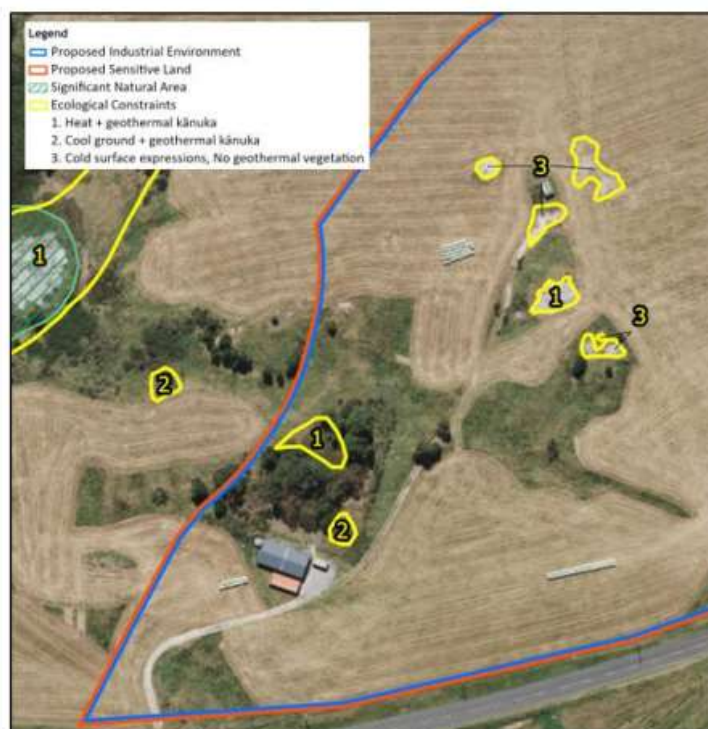 Legend
Proposed Industrial Environment
Proposed Sensitive Land
Significant Natural Area
Ecological Constraints
1. Heat + geothermal kānuka
2. Cool ground + geothermal kānuka
3. Cold surface expressions, No geothermal vegetation
3
1
1
3
2
1
2